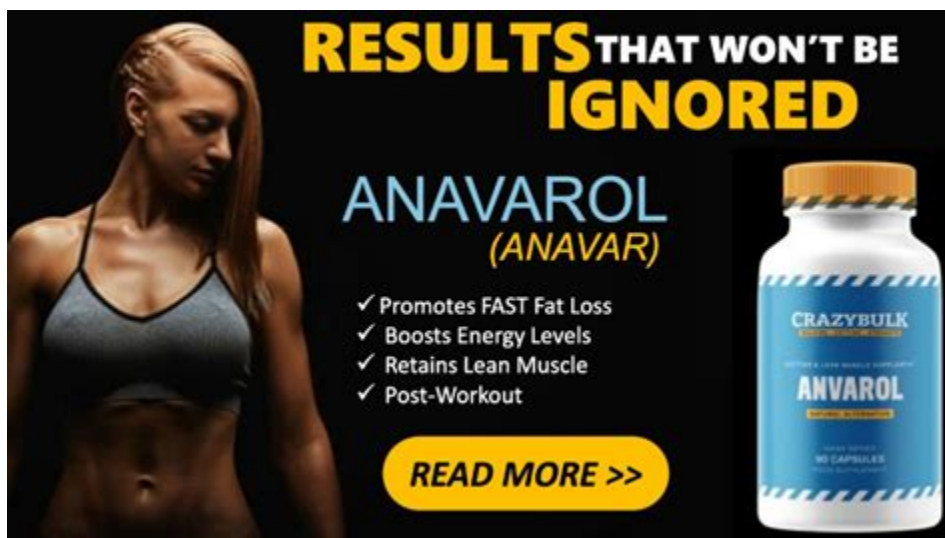 RESULTS THAT WON'T BE
IGNORED
ANAVAROL
(ANAVAR)
✓ Promotes FAST Fat Loss
✓ Boosts Energy Levels
✓ Retains Lean Muscle
✓ Post-Workout
READ MORE >>
CRAZYBULK
ANVAROL
NATURAL ALTERNATIVE
90 CAPSULES